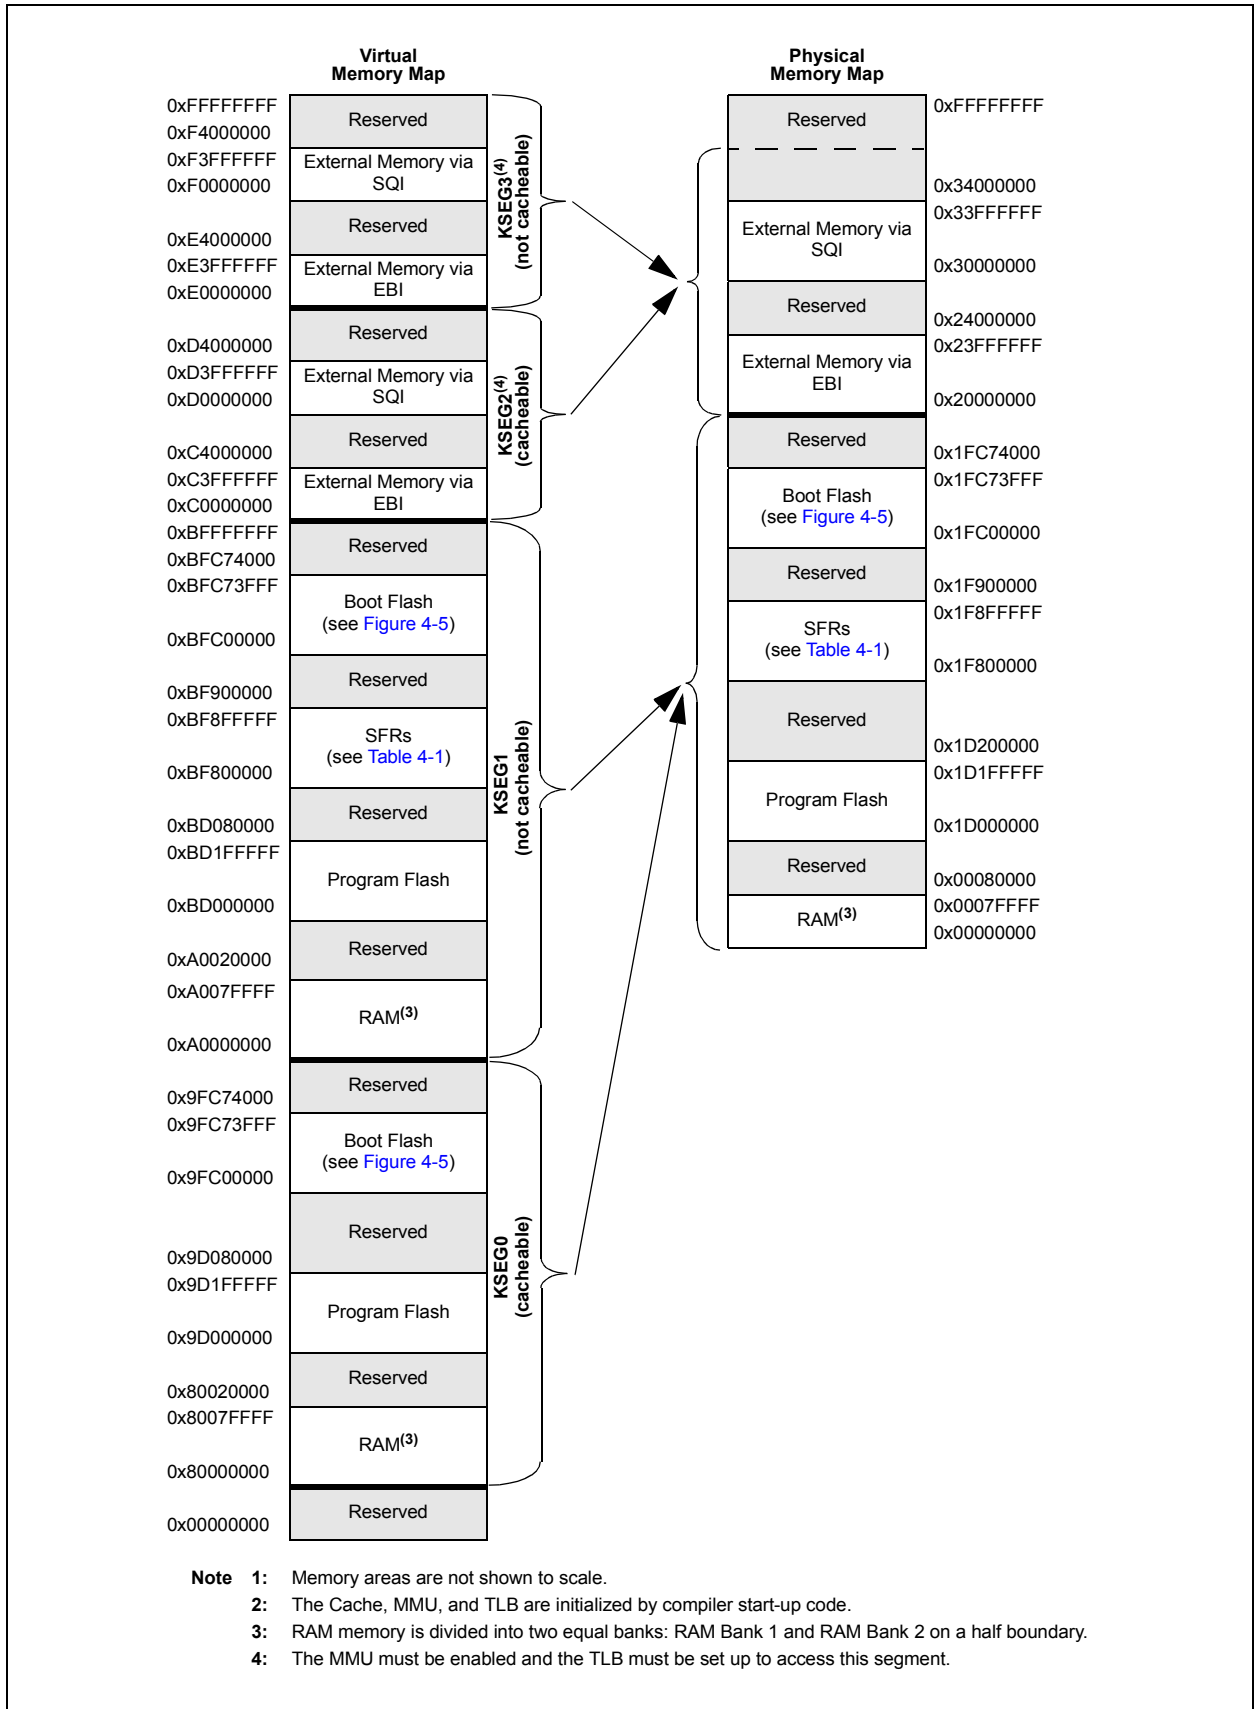 Virtual
Memory Map
0xFFFFFFFF
Reserved
0xF4000000
0xF3FFFFFF
External Memory via
SQI
0xF0000000
Reserved
0xE4000000
0xE3FFFFFF
External Memory via
EBI
0xE0000000
KSEG3(4)
(not cacheable)
Reserved
0xD4000000
0xD3FFFFFF
External Memory via
SQI
0xD0000000
Reserved
0xC4000000
0xC3FFFFFF
External Memory via
EBI
0xC0000000
KSEG2(4)
(cacheable)
0xBFFFFFFF
Reserved
0xBFC74000
0xBFC73FFF
Boot Flash
(see Figure 4-5)
0xBFC00000
Reserved
0xBF900000
0xBF8FFFFF
SFRs
(see Table 4-1)
0xBF800000
Reserved
0xBD080000
0xBD1FFFFF
Program Flash
0xBD000000
Reserved
0xA0020000
0xA007FFFF
RAM(3)
0xA0000000
KSEG1
(not cacheable)
Reserved
0x9FC74000
0x9FC73FFF
Boot Flash
(see Figure 4-5)
0x9FC00000
Reserved
0x9D080000
0x9D1FFFFF
Program Flash
0x9D000000
Reserved
0x80020000
0x8007FFFF
RAM(3)
0x80000000
KSEG0
(cacheable)
Reserved
0x00000000
Physical
Memory Map
0xFFFFFFFF
Reserved
0x34000000
0x33FFFFFF
External Memory via
SQI
0x30000000
Reserved
0x24000000
0x23FFFFFF
External Memory via
EBI
0x20000000
Reserved
0x1FC74000
0x1FC73FFF
Boot Flash
(see Figure 4-5)
0x1FC00000
Reserved
0x1F900000
0x1F8FFFFF
SFRs
(see Table 4-1)
0x1F800000
Reserved
0x1D200000
0x1D1FFFFF
Program Flash
0x1D000000
Reserved
0x00080000
0x0007FFFF
RAM(3)
0x00000000
Note 1: Memory areas are not shown to scale.
2: The Cache, MMU, and TLB are initialized by compiler start-up code.
3: RAM memory is divided into two equal banks: RAM Bank 1 and RAM Bank 2 on a half boundary.
4: The MMU must be enabled and the TLB must be set up to access this segment.